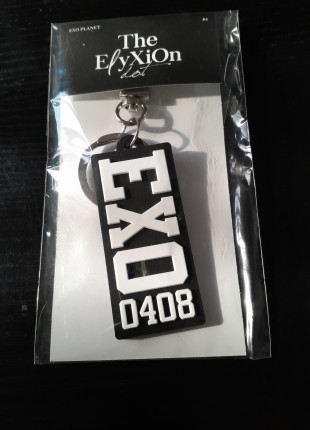 EXO PLANET
The
ElyXiOn
dot
EXO
0408